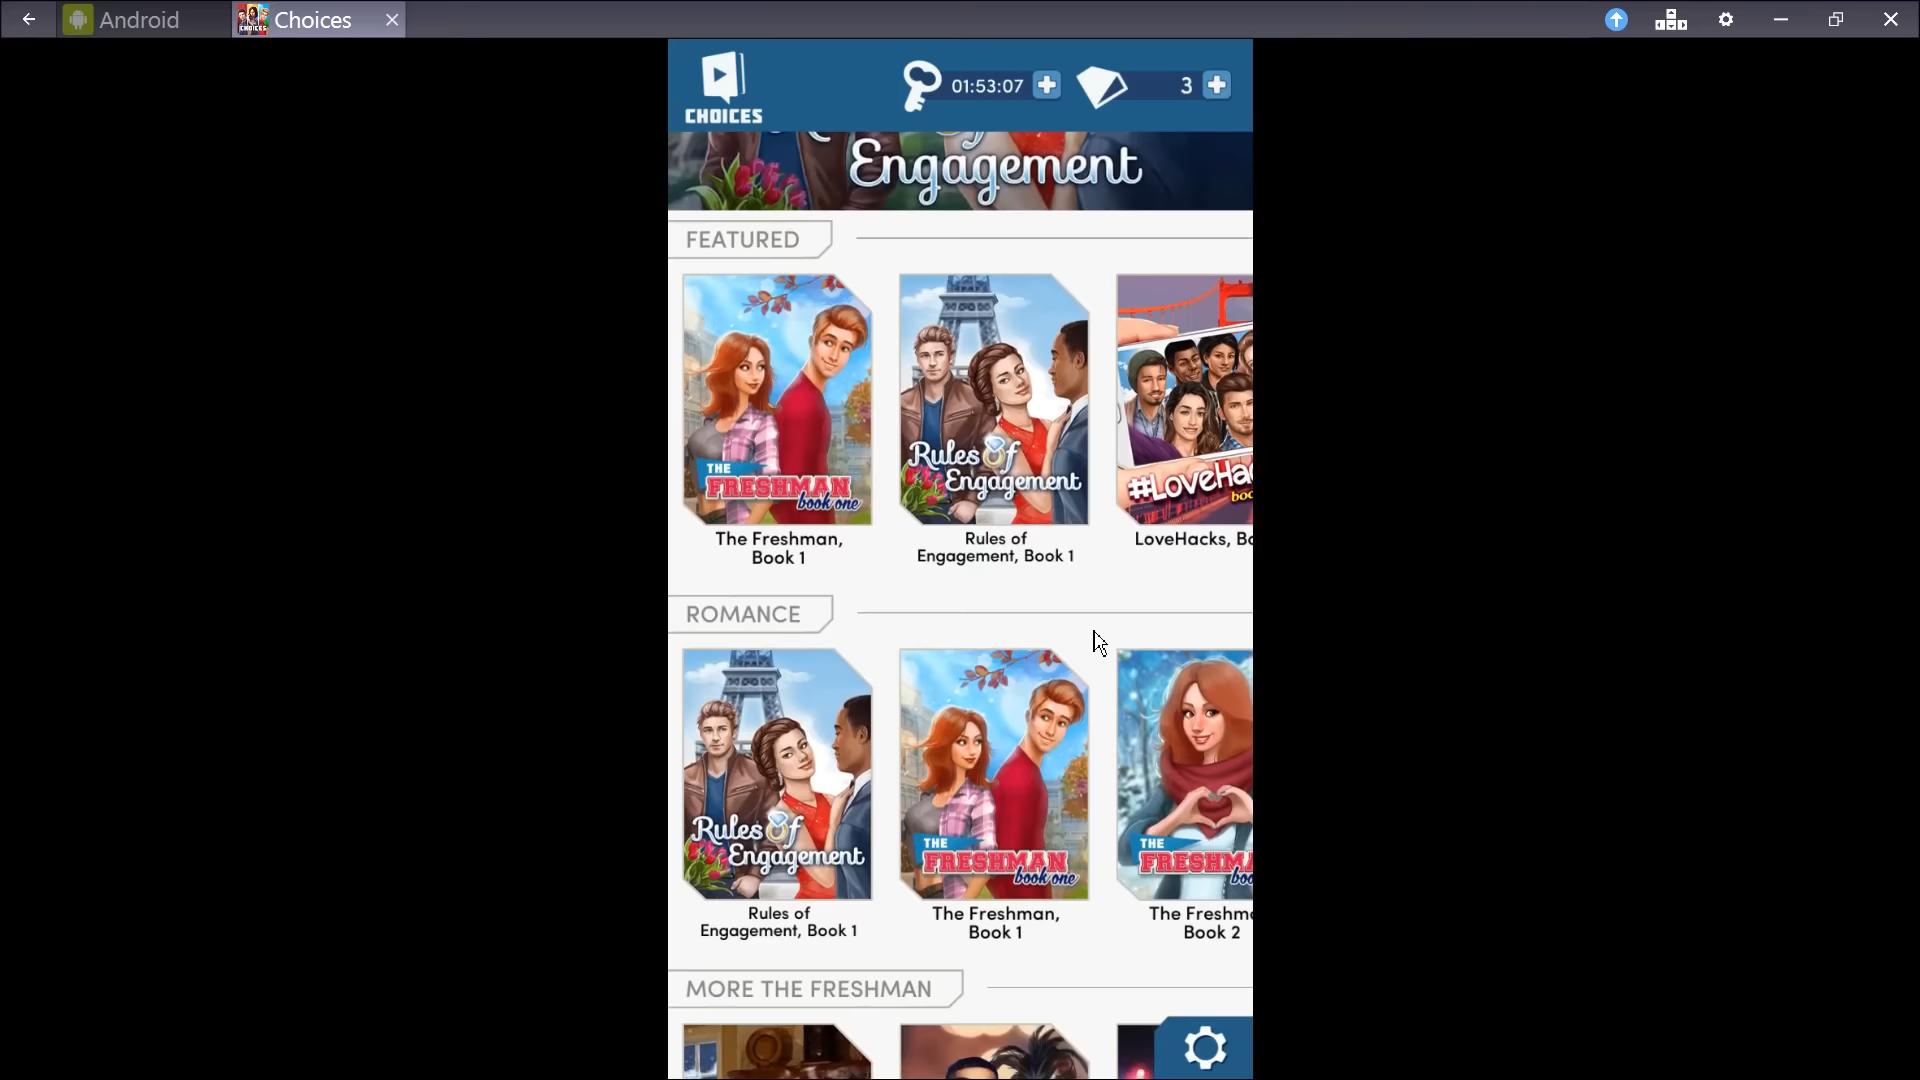 Android
Choices
CHOICES
01:53:07
3
Engagement
FEATURED
THE
FRESHMAN
book one
Rules of
Engagement
#LoveHa
The Freshman,
Book 1
Rules of
Engagement, Book 1
LoveHacks,
ROMANCE
Rules of
Engagement
THE
FRESHMAN
book one
THE
FRESHM
Rules of
Engagement, Book 1
The Freshman,
Book 1
The Freshm
Book 2
MORE THE FRESHMAN